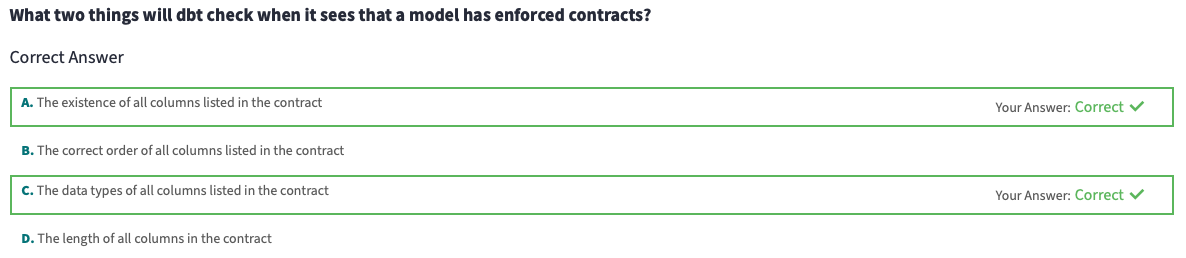 What two things will dbt check when it sees that a model has enforced contracts?
Correct Answer
A. The existence of all columns listed in the contract
Your Answer: Correct ✓
B. The correct order of all columns listed in the contract
C. The data types of all columns listed in the contract
Your Answer: Correct ✓
D. The length of all columns in the contract